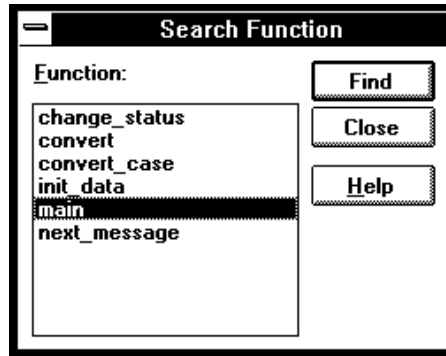 Search Function
Function:
change_status
convert
convert_case
init_data
main
next_message
Find
Close
Help